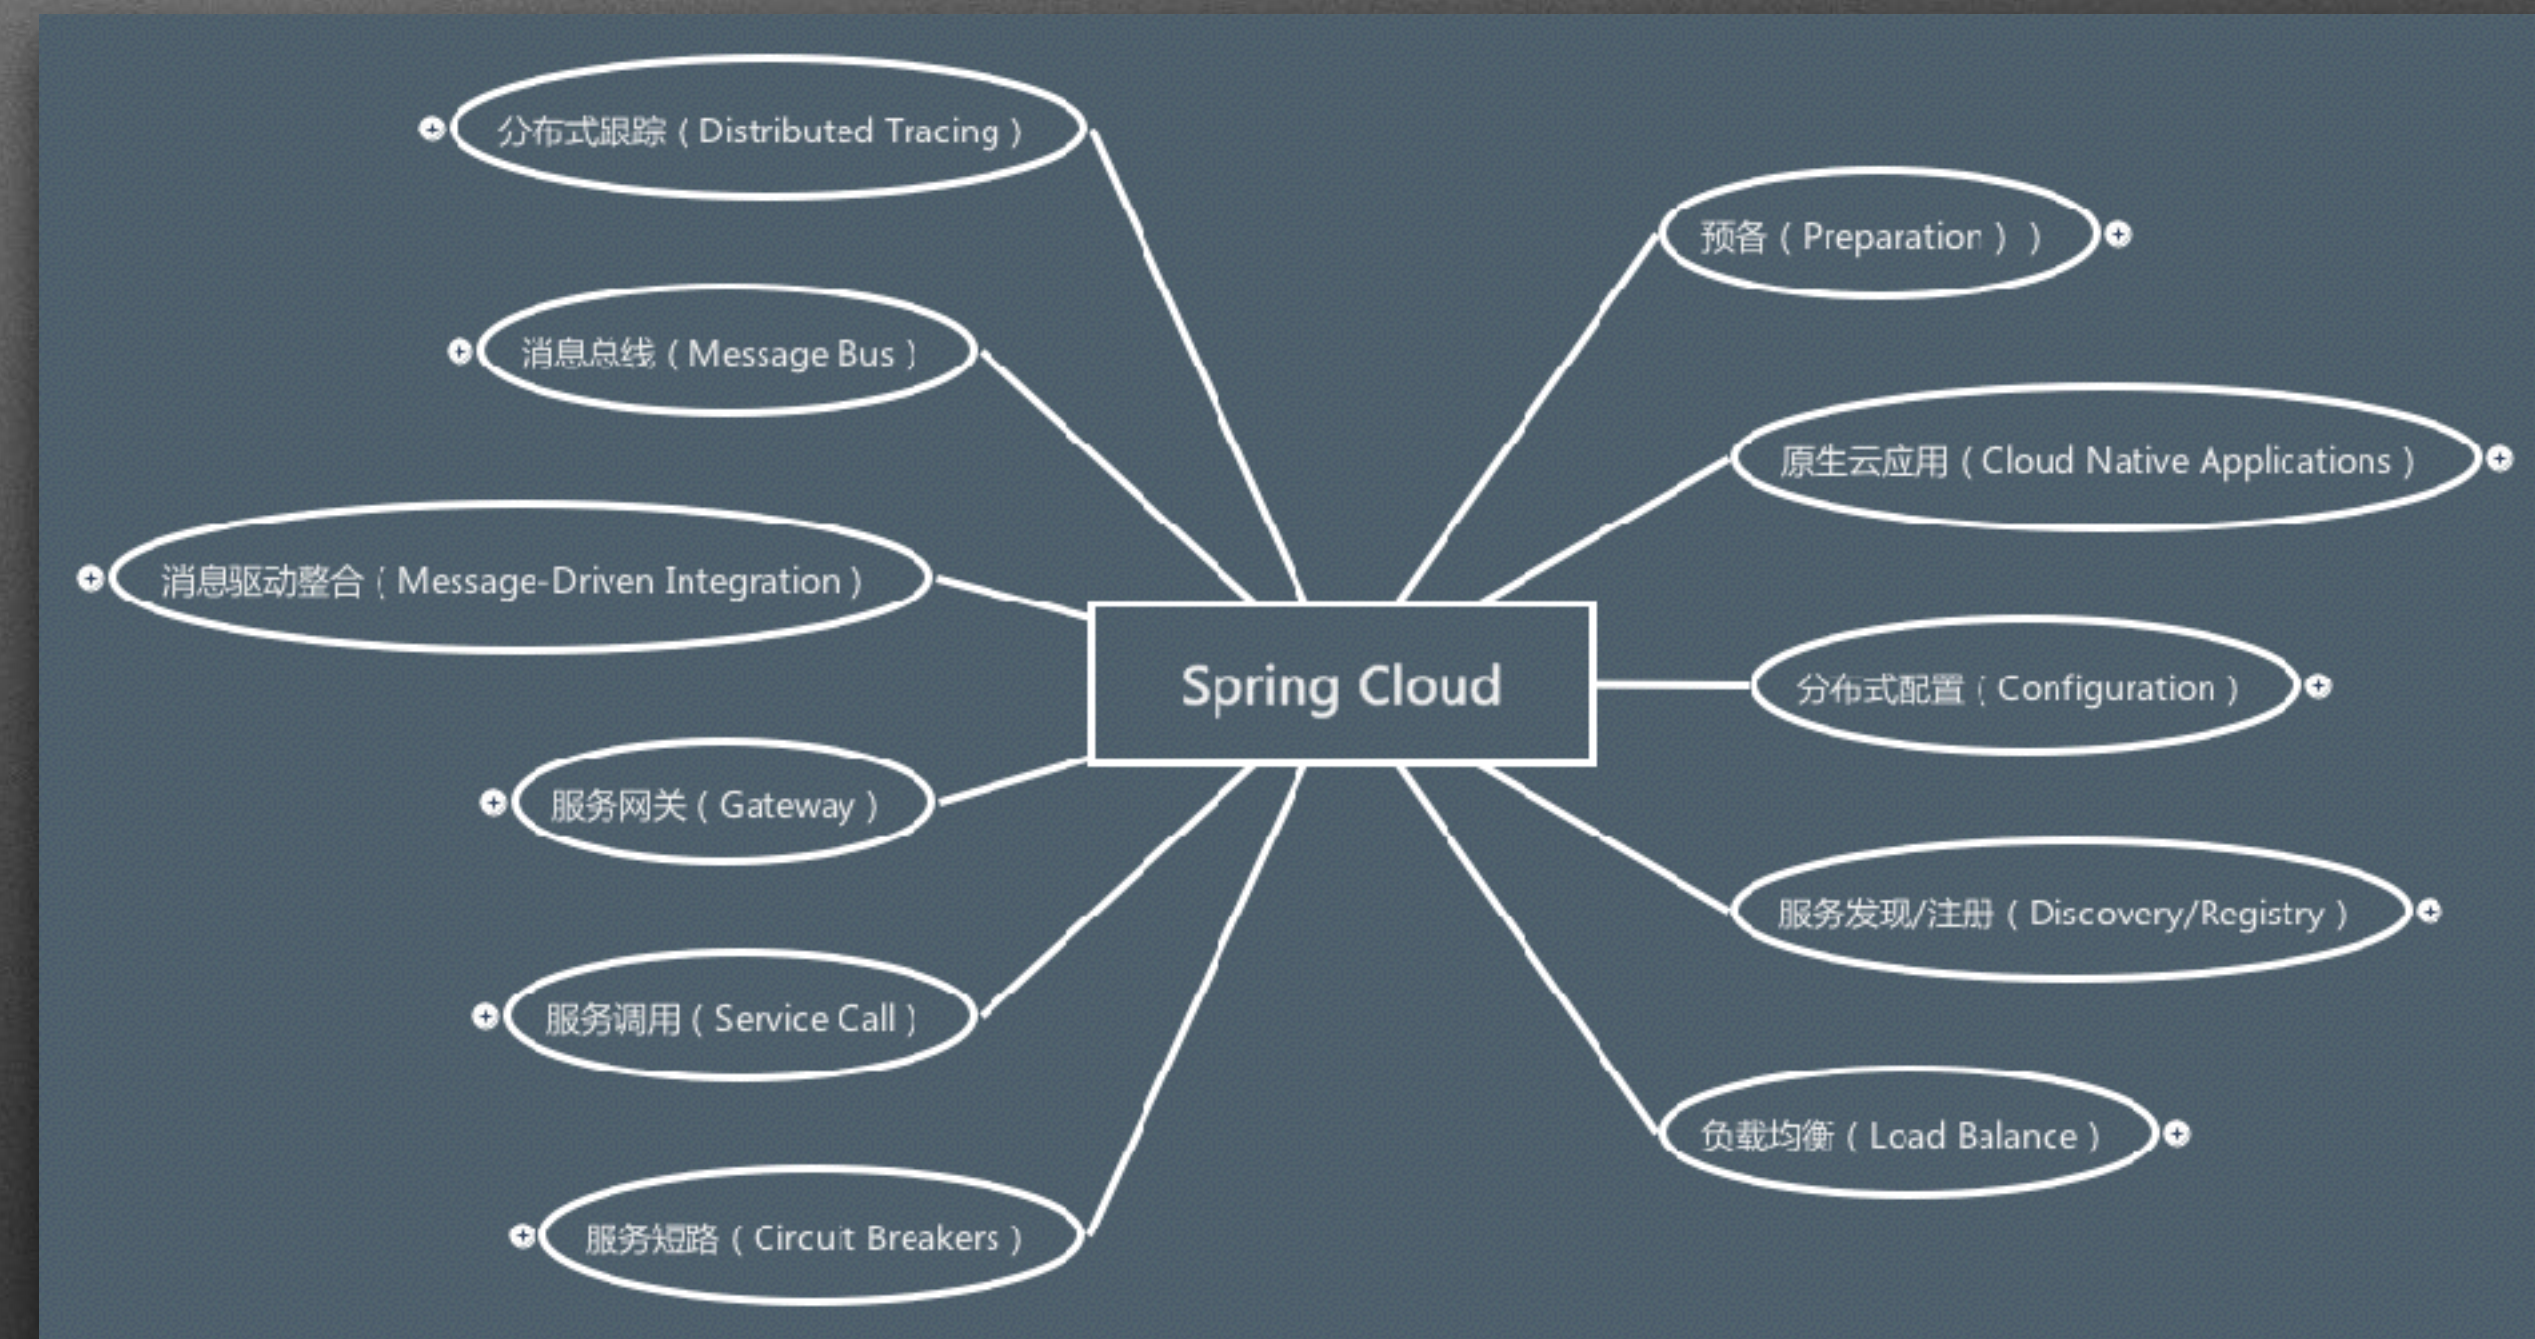 分布式跟踪（Distributed Tracing）
消息总线（Message Bus）
消息驱动整合（Message-Driven Integration）
服务网关（Gateway）
服务调用（Service Call）
服务短路（Circuit Breakers）
Spring Cloud
预备（Preparation））
原生云应用（Cloud Native Applications）
分布式配置（Configuration）
服务发现/注册（Discovery/Registry）
负载均衡（Load Balance）